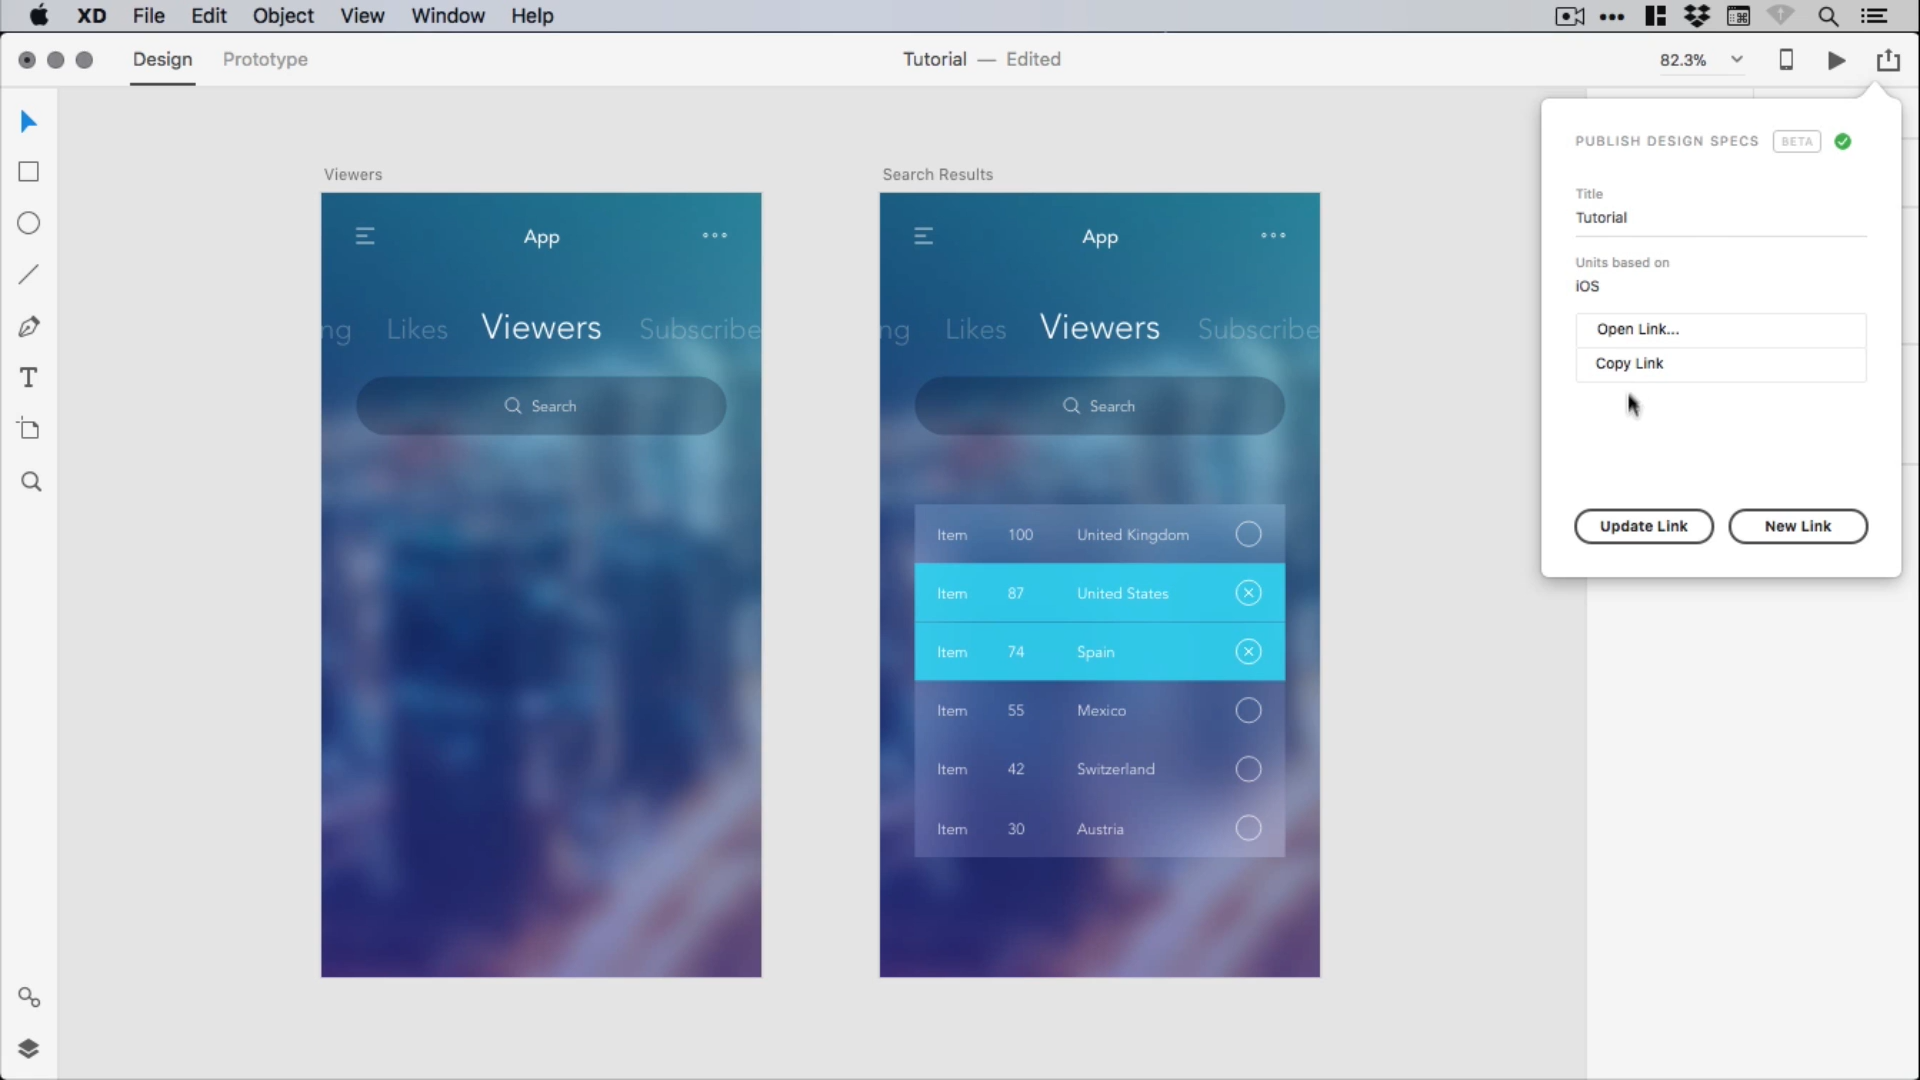 XD File Edit Object View Window Help
Design Prototype
Tutorial — Edited
82.3%
PUBLISH DESIGN SPECS BETA
Title
Tutorial
Units based on
iOS
Open Link...
Copy Link
Update Link New Link
Viewers
App
ng Likes Viewers Subscribe
Search
Search Results
App
ng Likes Viewers Subscribe
Search
Item 100 United Kingdom
Item 87 United States
Item 74 Spain
Item 55 Mexico
Item 42 Switzerland
Item 30 Austria